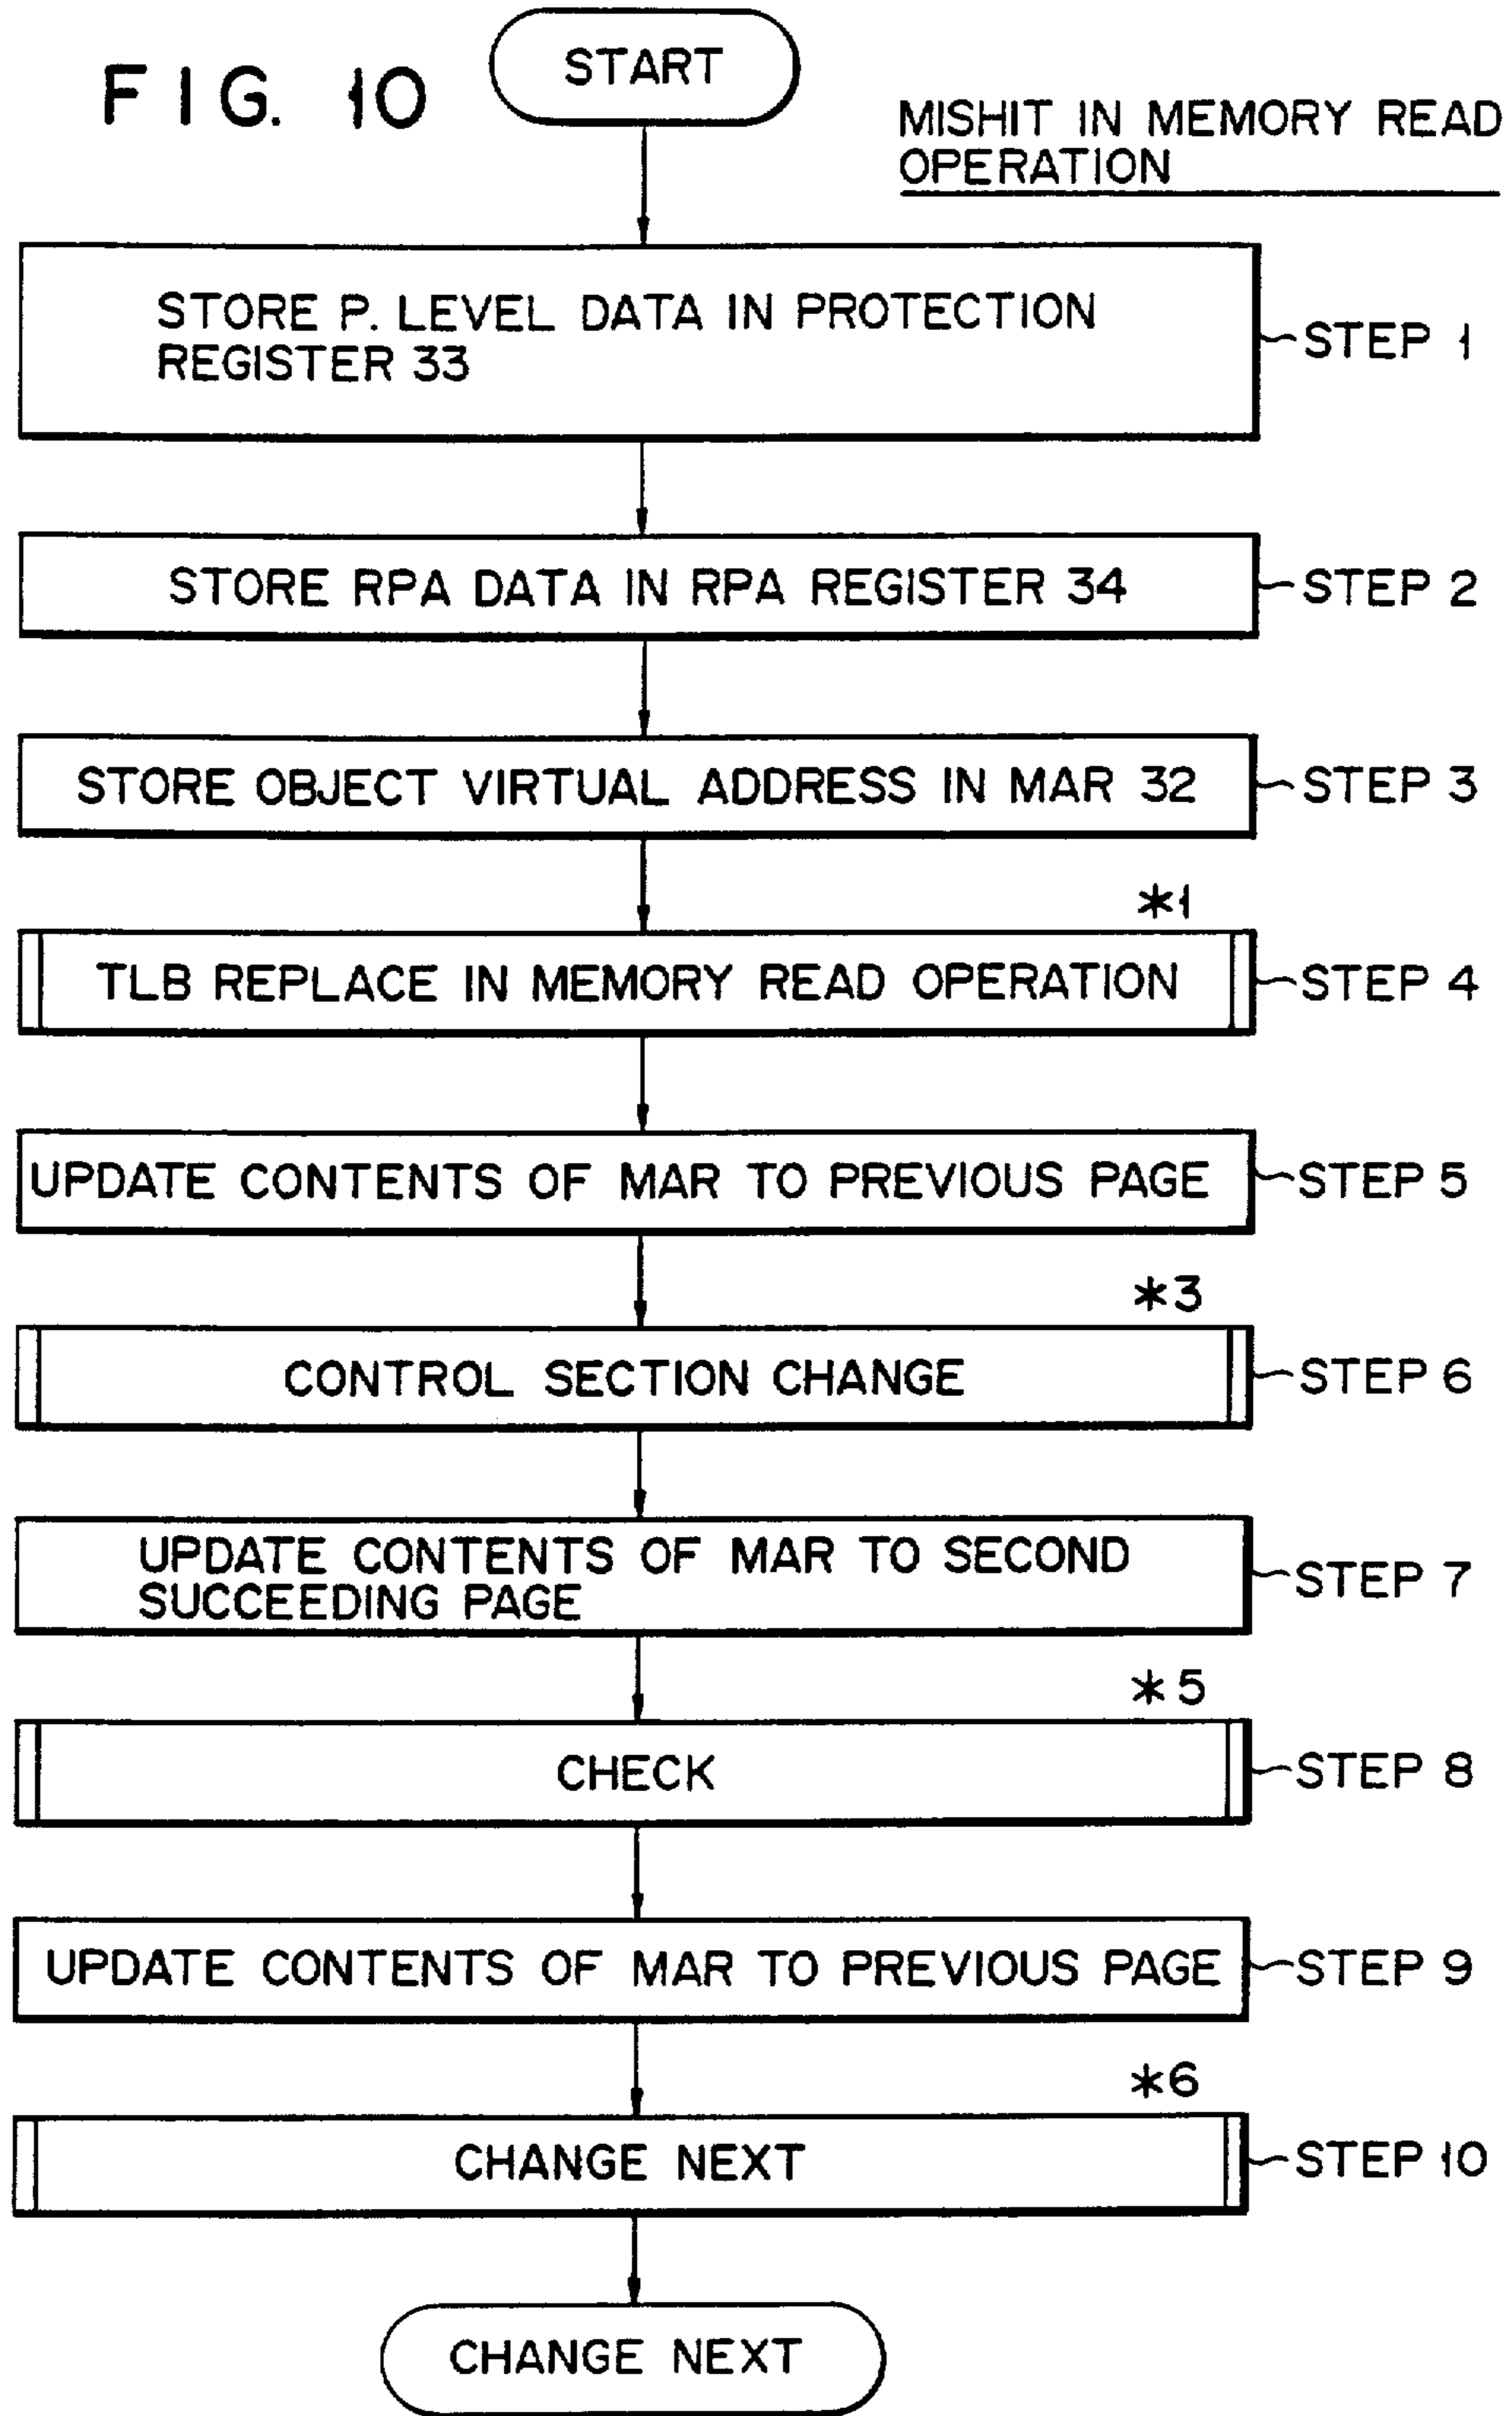 FIG. 10
START
MISHIT IN MEMORY READ
OPERATION
STORE P. LEVEL DATA IN PROTECTION
REGISTER 33
STEP 1
STORE RPA DATA IN RPA REGISTER 34
STEP 2
STORE OBJECT VIRTUAL ADDRESS IN MAR 32
STEP 3
*1
TLB REPLACE IN MEMORY READ OPERATION
STEP 4
UPDATE CONTENTS OF MAR TO PREVIOUS PAGE
STEP 5
*3
CONTROL SECTION CHANGE
STEP 6
UPDATE CONTENTS OF MAR TO SECOND
SUCCEEDING PAGE
STEP 7
*5
CHECK
STEP 8
UPDATE CONTENTS OF MAR TO PREVIOUS PAGE
STEP 9
*6
CHANGE NEXT
STEP 10
CHANGE NEXT